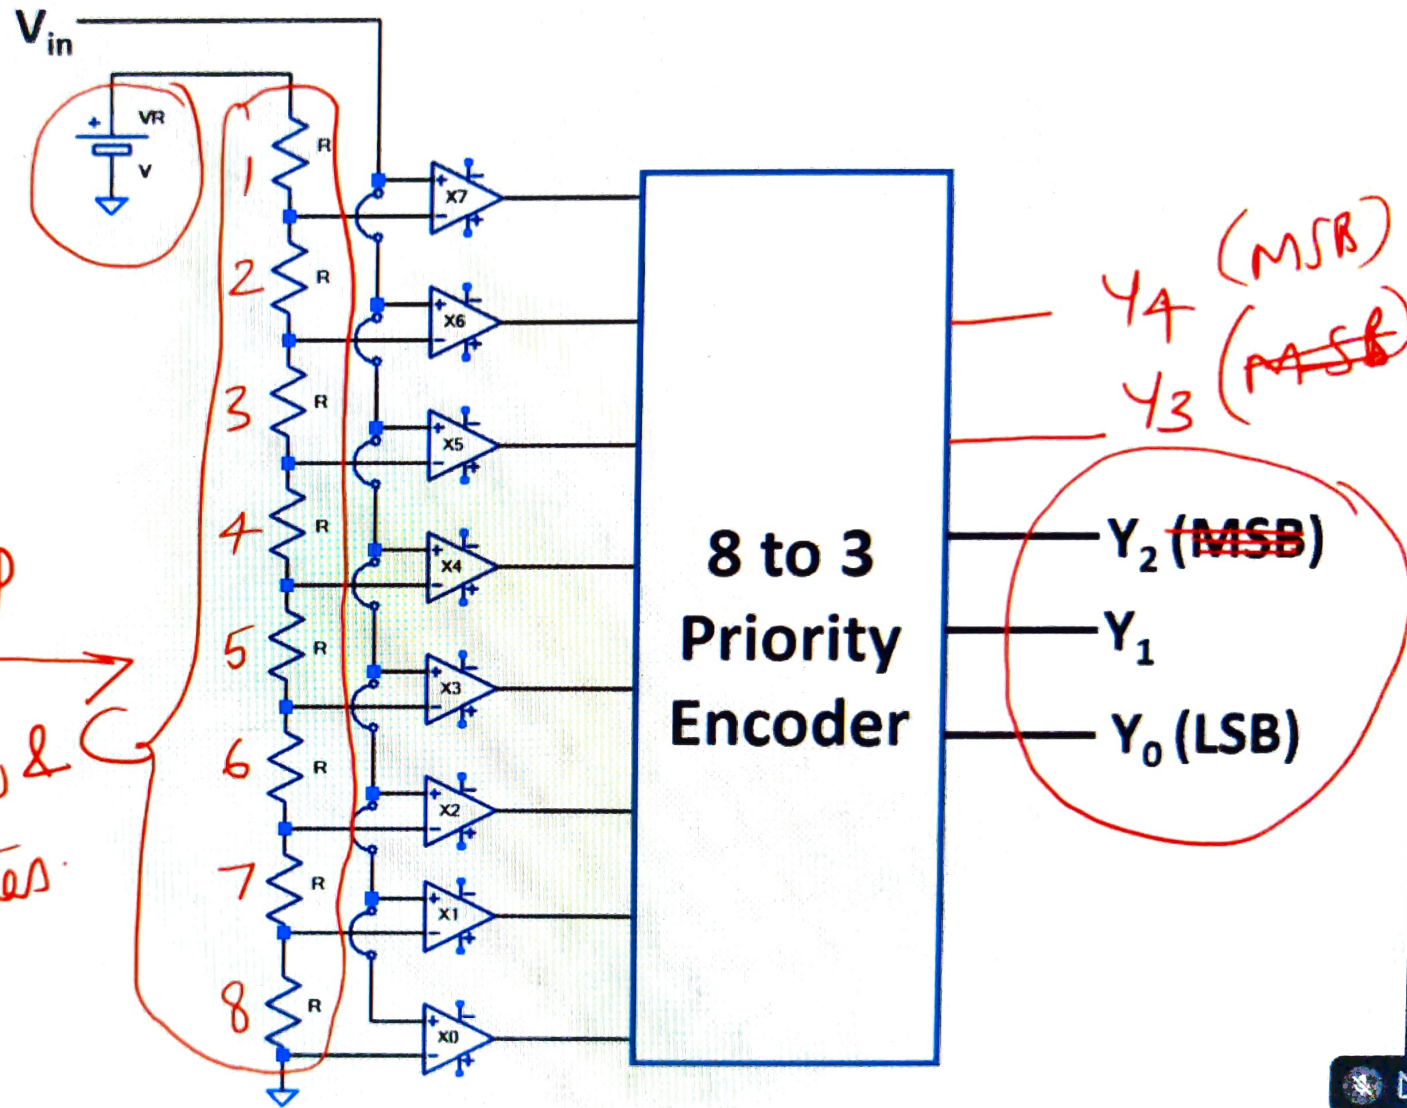 Vin
VR
V
1 R
2 R
3 R
4 R
5 R
6 R
7 R
8 R
X7
X6
X5
X4
X3
X2
X1
X0
8 to 3
Priority
Encoder
Y4 (MSB)
Y3 (MSB
Y2 (MSB)
Y1
Y0 (LSB)
&